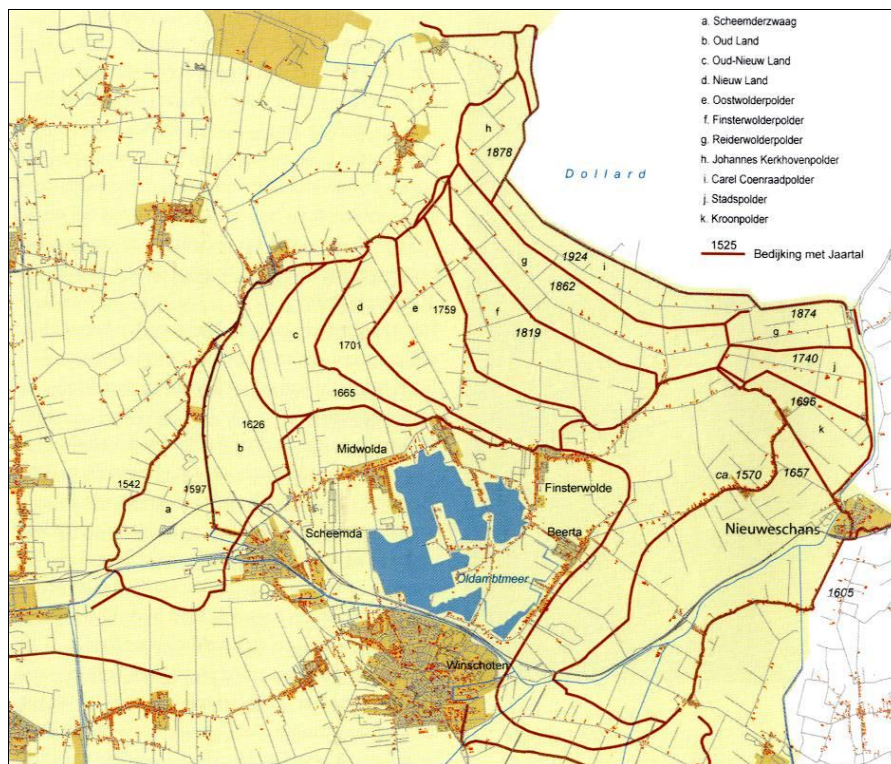 a. Scheemderzwaag
b. Oud Land
c. Oud-Nieuw Land
d. Nieuw Land
e. Oostwolderpolder
f. Finsterwolderpolder
g. Reiderwolderpolder
h. Johannes Kerkhovenpolder
i. Carel Coenraadpolder
j. Stadspolder
k. Kroonpolder
1525
Bedijking met Jaartal
Dollard
h
1878
g
1924
i
1862
d
e
1759
f
c
1819
1874
g
1701
1740
j
1665
1696
k
1626
b
Midwolda
1542
1597
a
Finsterwolde
ca. 1570
1657
Scheemda
Beerta
Nieuweschans
Oldambtmeer
1605
Winschoten